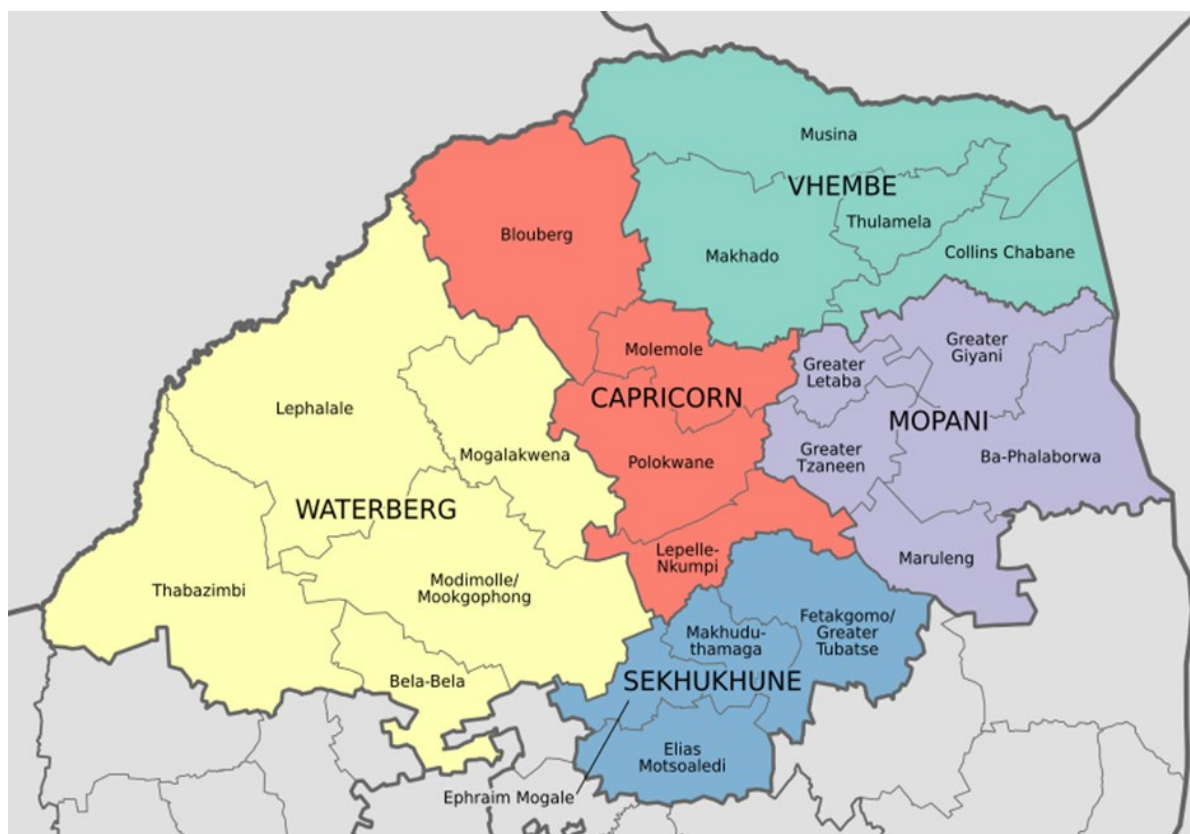 Musina
VHEMBE
Thulamela
Blouberg
Makhado
Collins Chabane
Molemole
Greater
Letaba
Greater
Giyani
CAPRICORN
Lephalale
MOPANI
Mogalakwena
Polokwane
Greater
Tzaneen
Ba-Phalaborwa
WATERBERG
Lepelle-
Nkumpi
Maruleng
Thabazimbi
Modimolle/
Mookgophong
Makhudu-
thamaga
Fetakgomo/
Greater
Tubatse
Bela-Bela
SEKHUKHUNE
Elias
Motsoaledi
Ephraim Mogale